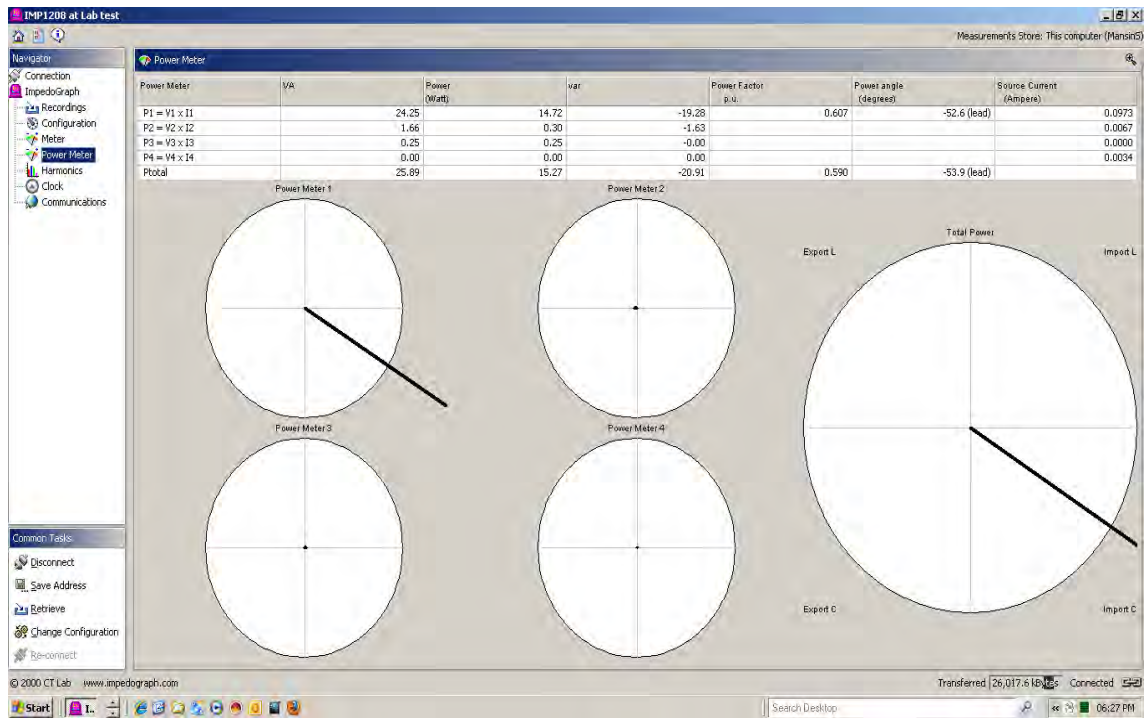 IMP1208 at Lab test
Measurements Store: This computer (MansinS)
Navigator
Connection
ImpedoGraph
Recordings
Configuration
Meter
Power Meter
Harmonics
Clock
Communications
Power Meter
Power Meter VA Power (Watt) var Power Factor p.u. Power angle (degrees) Source Current (Ampere)
P1 = V1 x I1 24.25 14.72 -19.28 0.607 -52.6 (lead) 0.0973
P2 = V2 x I2 1.66 0.30 -1.63 0.0067
P3 = V3 x I3 0.25 0.25 -0.00 0.0000
P4 = V4 x I4 0.00 0.00 0.00 0.0034
Ptotal 25.89 15.27 -20.91 0.590 -53.9 (lead)
Power Meter 1
Power Meter 2
Total Power
Export L
Import L
Power Meter 3
Power Meter 4
Export C
Import C
Common Tasks
Disconnect
Save Address
Retrieve
Change Configuration
Re-connect
© 2000 CT Lab www.impedograph.com
Transferred 26,017.6 kBytes Connected
Start
I..
Search Desktop
06:27 PM